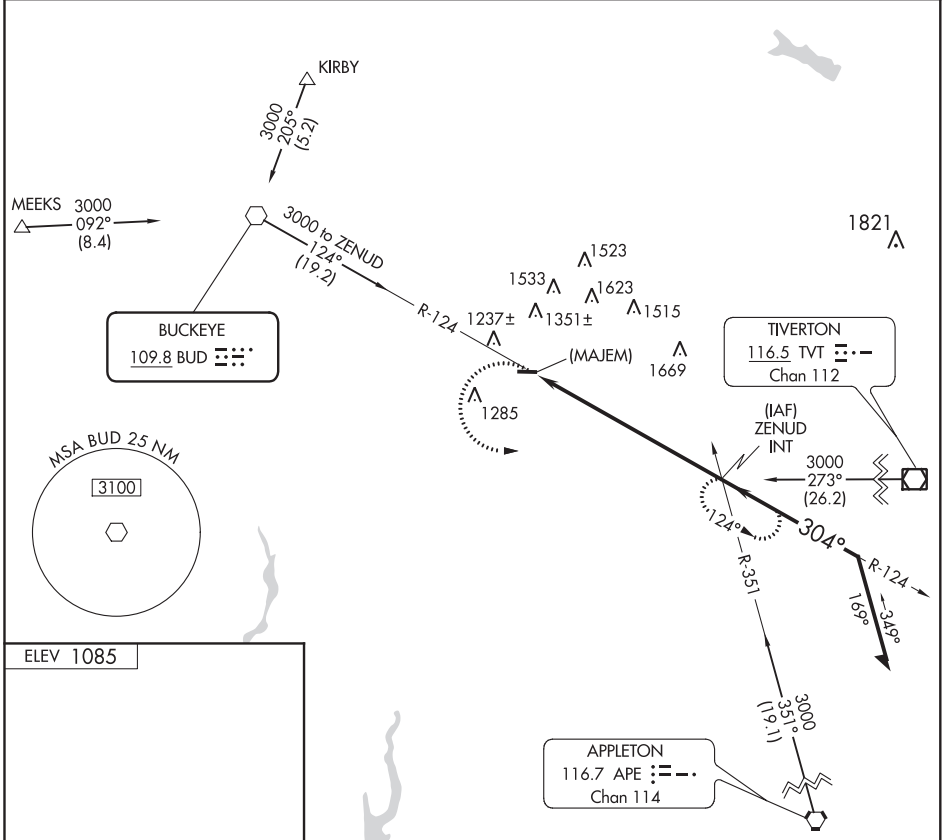 KIRBY
3000
205°
(5.2)
MEEKS 3000
092°
(8.4)
3000 to ZENUD
124°
(19.2)
R-124
BUCKEYE
109.8 BUD
1821
1523
1533
1623
1237±
1351±
1515
(MAJEM)
1669
1285
TIVERTON
116.5 TVT
Chan 112
(IAF)
ZENUD
INT
3000
273°
(26.2)
MSA BUD 25 NM
3100
124°
304°
R-124
R-351
169°
349°
ELEV 1085
3000
351°
(19.1)
APPLETON
116.7 APE
Chan 114